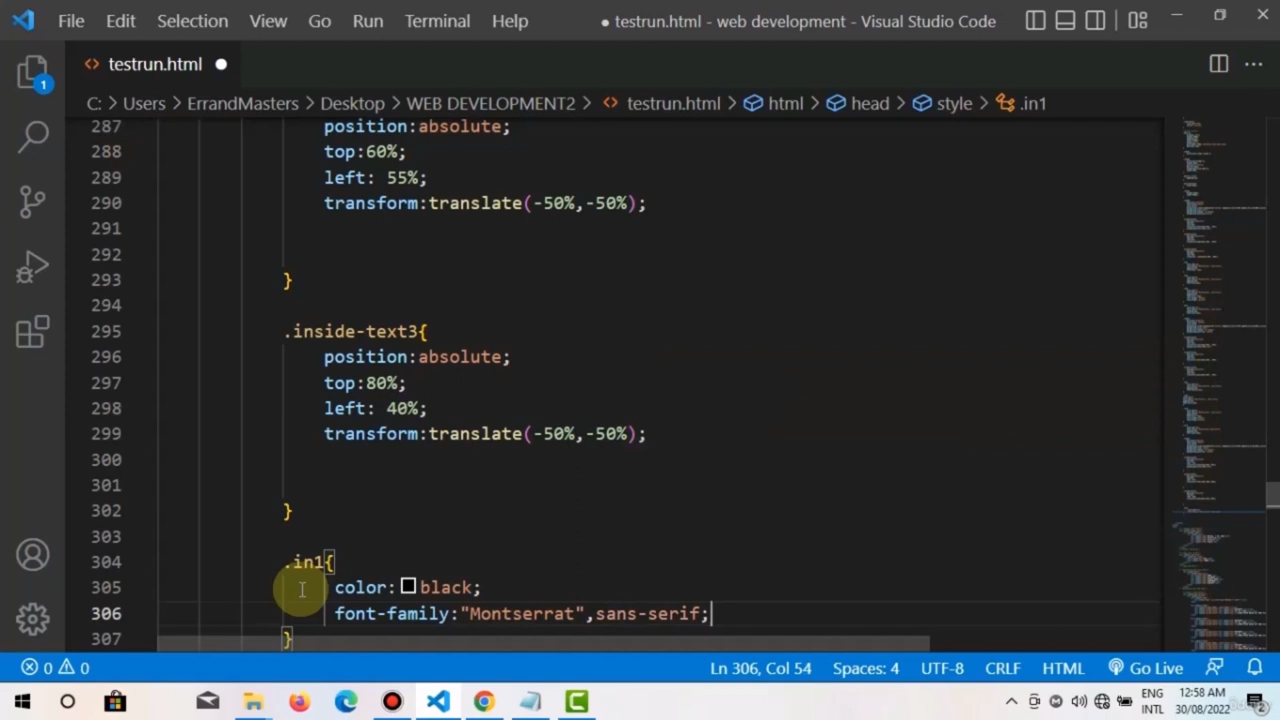 File Edit Selection View Go Run Terminal Help ● testrun.html - web development - Visual Studio Code
testrun.html
C: > Users > ErrandMasters > Desktop > WEB DEVELOPMENT2 > testrun.html > html > head > style > .in1
287 position:absolute;
288 top:60%;
289 left: 55%;
290 transform:translate(-50%,-50%);
291
292
293 }
294
295 .inside-text3{
296 position:absolute;
297 top:80%;
298 left: 40%;
299 transform:translate(-50%,-50%);
300
301
302 }
303
304 .in1{
305 color: black;
306 font-family:"Montserrat",sans-serif;
307 }
0 0 Ln 306, Col 54 Spaces: 4 UTF-8 CRLF HTML Go Live
ENG 12:58 AM
INTL 30/08/2022